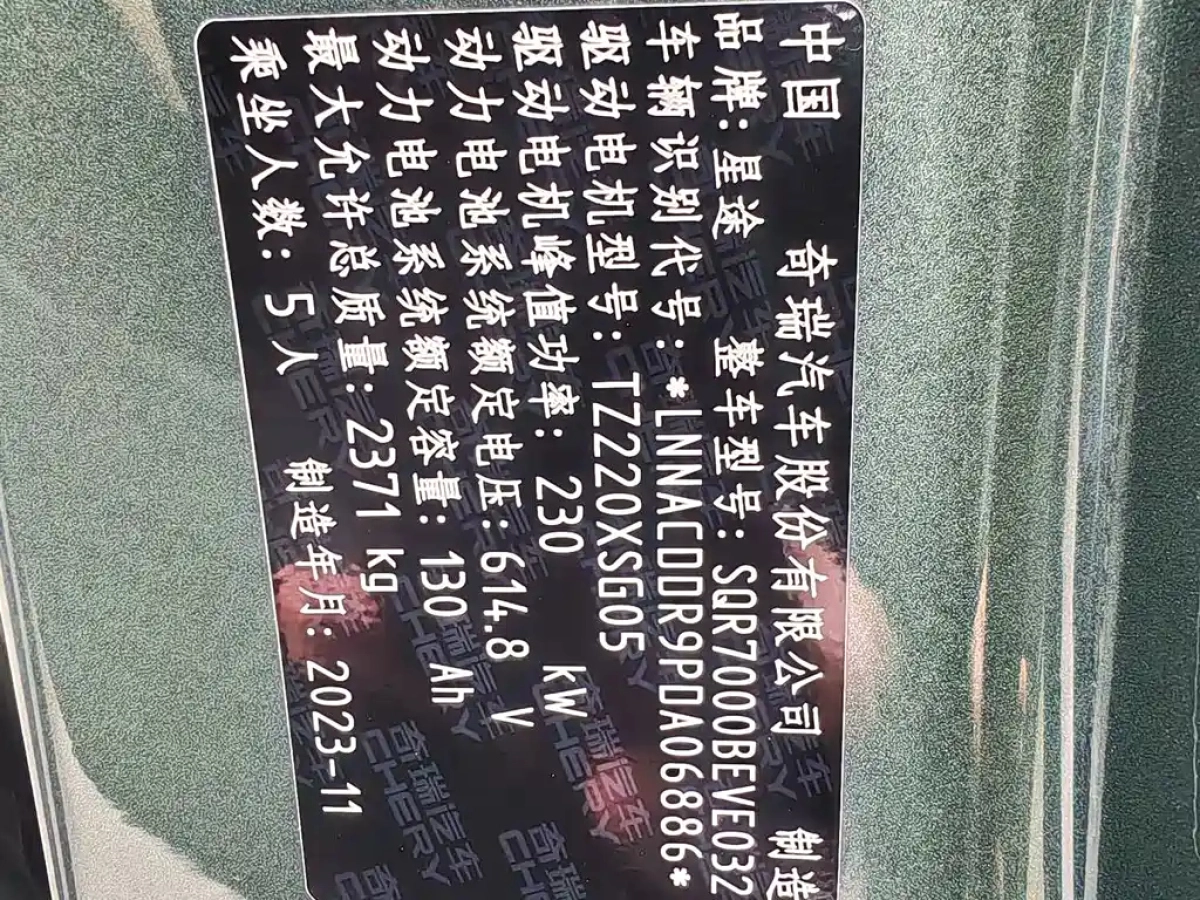 中国 奇瑞汽车股份有限公司 制造
品牌:星途 整车型号:SQR7000BEVE032
车辆识别代号:*LNNACDDR9PDA06886*
驱动电机型号:TZ220XSG05
驱动电机峰值功率:230 kW
动力电池系统额定电压:614.8 V
动力电池系统额定容量:130 Ah
最大允许总质量:2371 kg
乘坐人数:5人 制造年月:2023-11